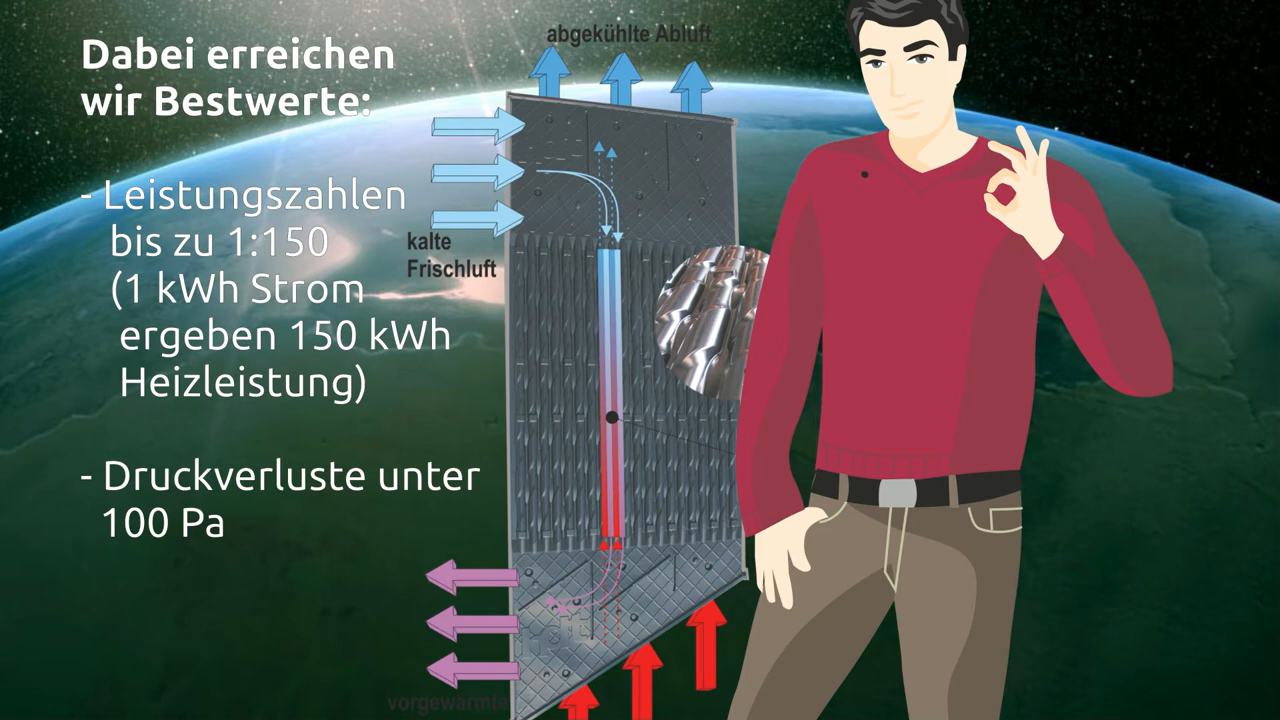 Dabei erreichen
wir Bestwerte:
- Leistungszahlen
bis zu 1:150
(1 kWh Strom
ergeben 150 kWh
Heizleistung)
- Druckverluste unter
100 Pa
abgekühlte Abluft
kalte
Frischluft
vorgewärmte